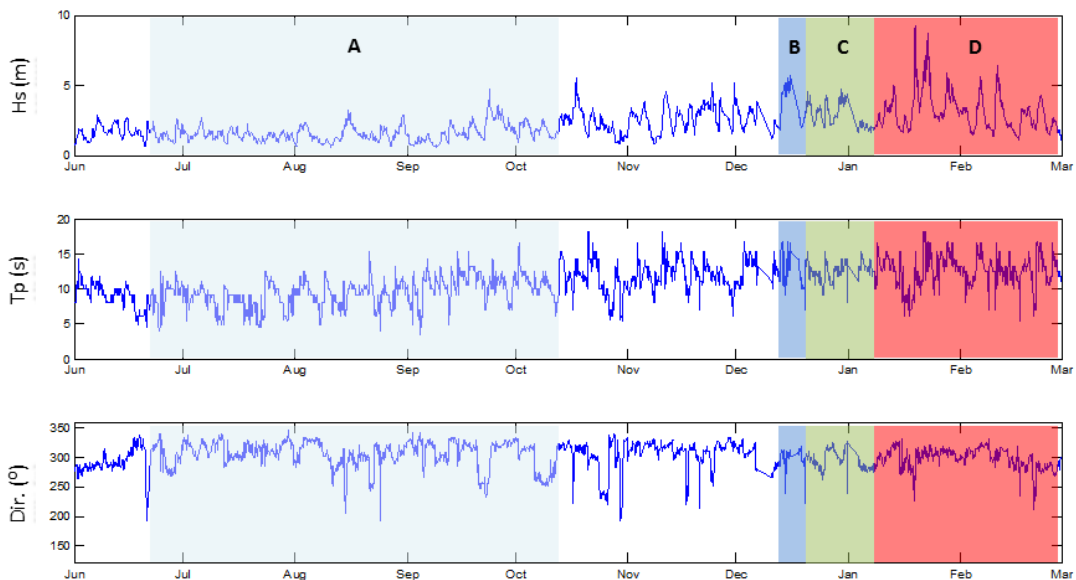 10
5
0
Hs (m)
A
B
C
D
Jun
Jul
Aug
Sep
Oct
Nov
Dec
Jan
Feb
Mar
20
15
10
5
0
Tp (s)
Jun
Jul
Aug
Sep
Oct
Nov
Dec
Jan
Feb
Mar
350
300
250
200
150
Dir. (º)
Jun
Jul
Aug
Sep
Oct
Nov
Dec
Jan
Feb
Mar